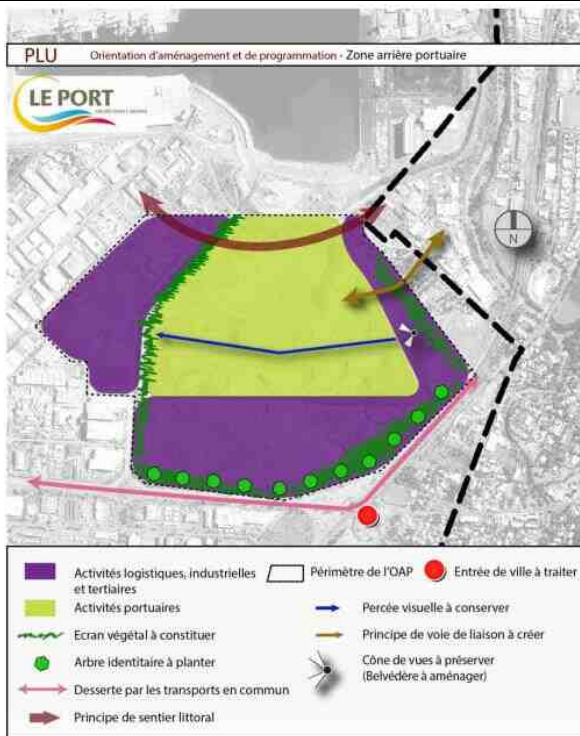 PLU Orientation d'aménagement et de programmation - Zone arrière portuaire
LE PORT
N
Activités logistiques, industrielles
et tertiaires
Périmètre de l'OAP
Entrée de ville à traiter
Activités portuaires
Percée visuelle à conserver
Ecran végétal à constituer
Principe de voie de liaison à créer
Arbre identitaire à planter
Cône de vues à préserver
(Belvédère à aménager)
Desserte par les transports en commun
Principe de sentier littoral